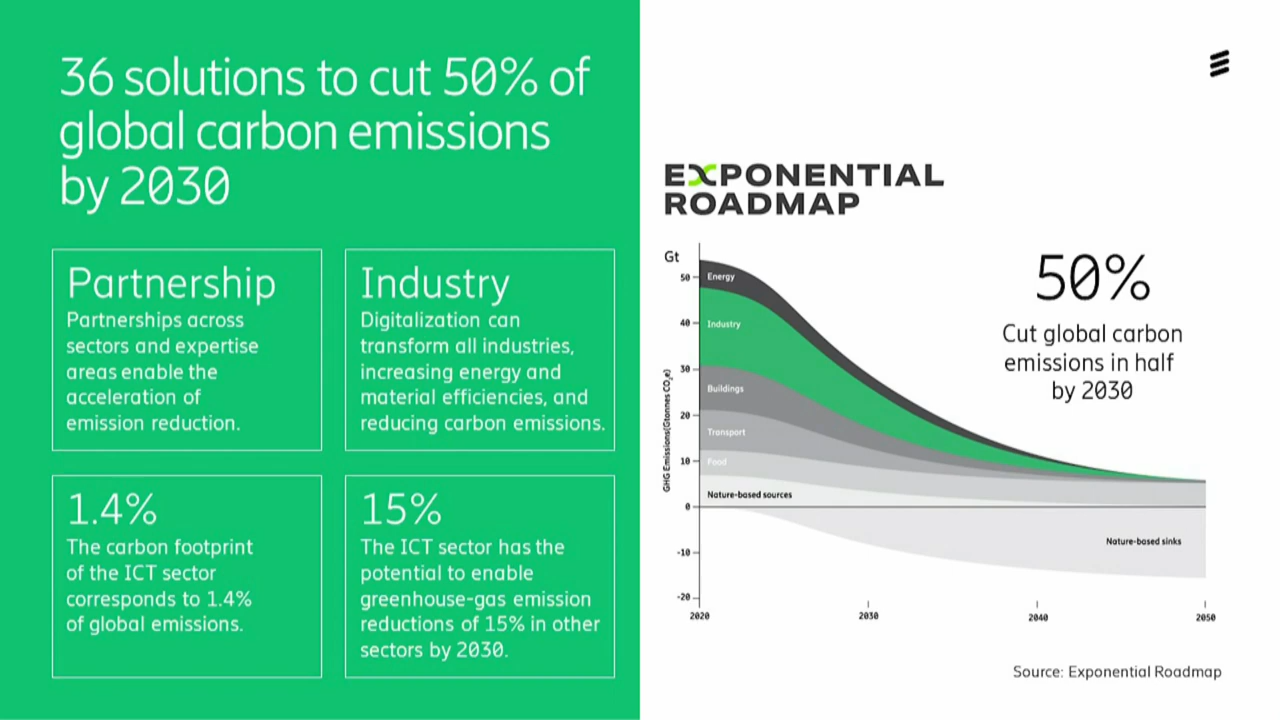 36 solutions to cut 50% of
global carbon emissions
by 2030
Partnership
Partnerships across
sectors and expertise
areas enable the
acceleration of
emission reduction.
Industry
Digitalization can
transform all industries,
increasing energy and
material efficiencies, and
reducing carbon emissions.
1.4%
The carbon footprint
of the ICT sector
corresponds to 1.4%
of global emissions.
15%
The ICT sector has the
potential to enable
greenhouse-gas emission
reductions of 15% in other
sectors by 2030.
EXPONENTIAL
ROADMAP
Gt
50
40
30
20
10
0
-10
-20
GHG Emissions(Gtonnes CO₂e)
Energy
Industry
Buildings
Transport
Food
Nature-based sources
Nature-based sinks
2020
2030
2040
2050
50%
Cut global carbon
emissions in half
by 2030
Source: Exponential Roadmap